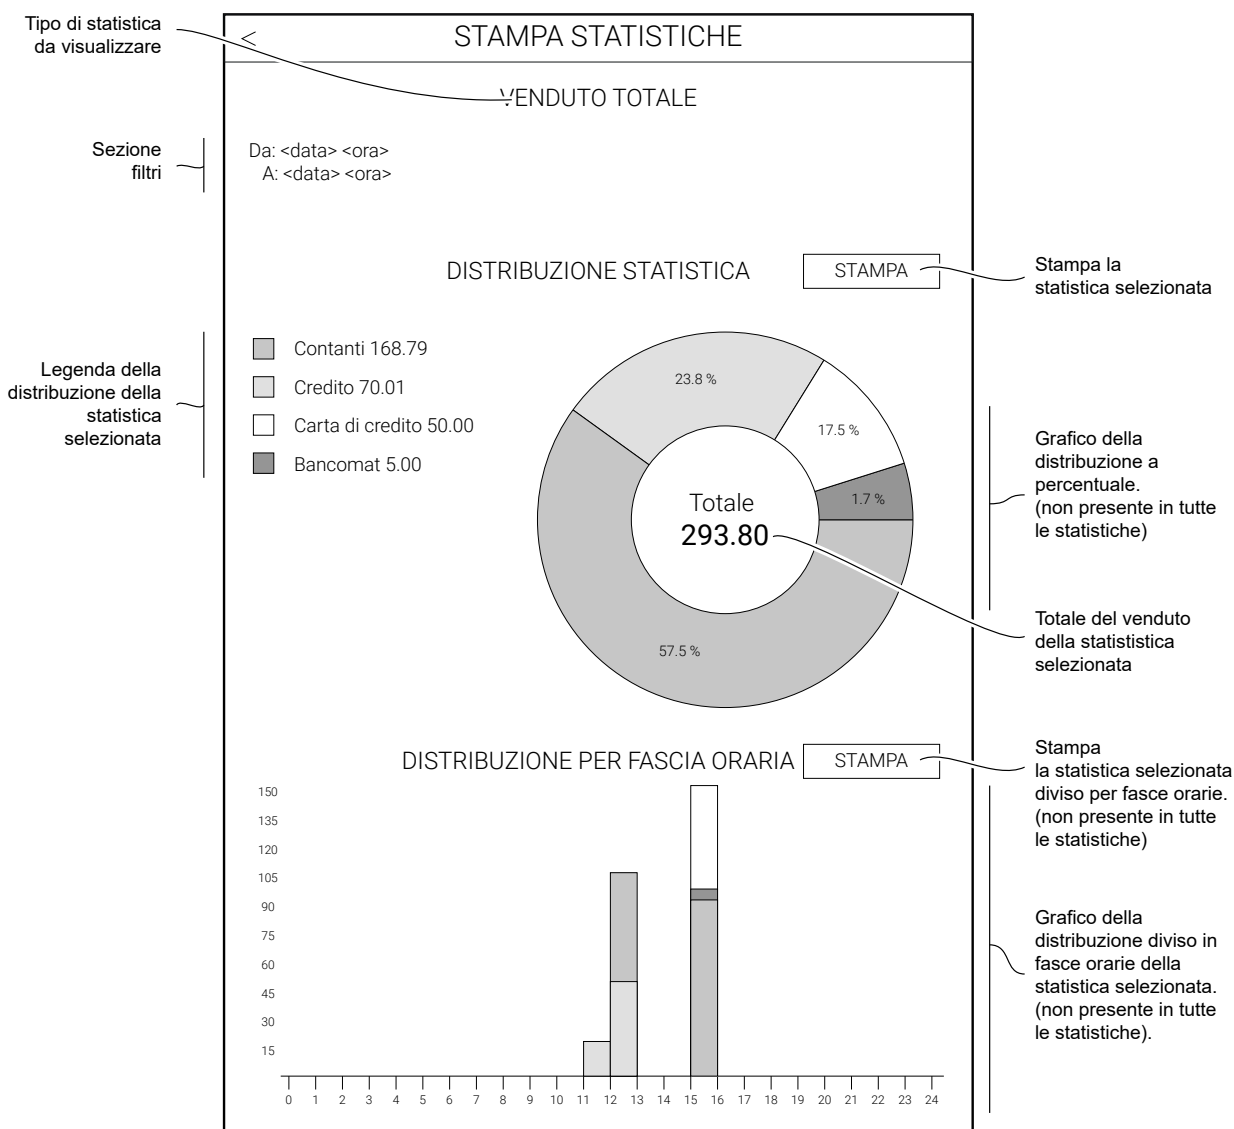 Tipo di statistica
da visualizzare
<
STAMPA STATISTICHE
VENDUTO TOTALE
Sezione
filtri
Da: <data> <ora>
A: <data> <ora>
DISTRIBUZIONE STATISTICA
STAMPA
Stampa la
statistica selezionata
Legenda della
distribuzione della
statistica
selezionata
Contanti 168.79
Credito 70.01
Carta di credito 50.00
Bancomat 5.00
23.8 %
17.5 %
1.7 %
57.5 %
Totale
293.80
Grafico della
distribuzione a
percentuale.
(non presente in tutte
le statistiche)
Totale del venduto
della statististica
selezionata
DISTRIBUZIONE PER FASCIA ORARIA
STAMPA
Stampa
la statistica selezionata
diviso per fasce orarie.
(non presente in tutte
le statistiche)
150
135
120
105
90
75
60
45
30
15
0 1 2 3 4 5 6 7 8 9 10 11 12 13 14 15 16 17 18 19 20 21 22 23 24
Grafico della
distribuzione diviso in
fasce orarie della
statistica selezionata.
(non presente in tutte
le statistiche).